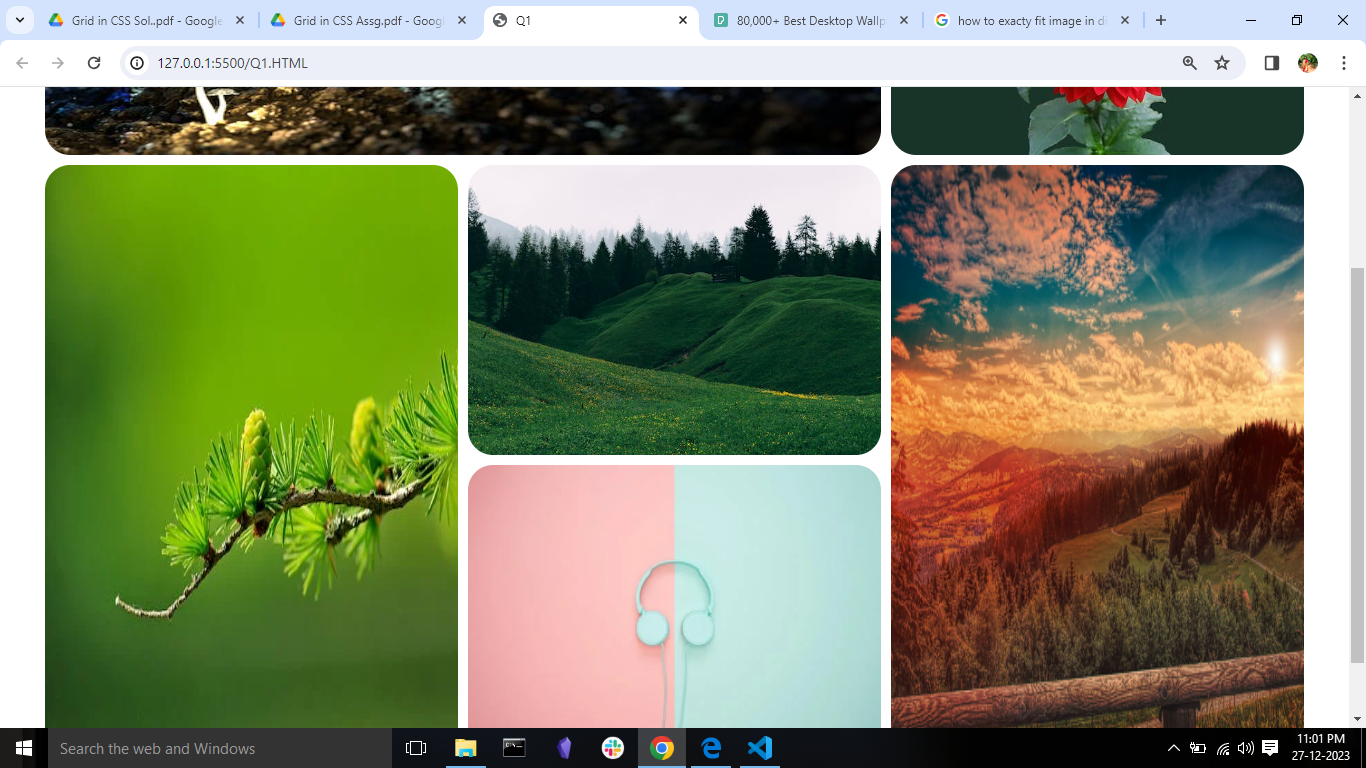 Grid in CSS Sol..pdf - Google
Grid in CSS Assg.pdf - Googl
Q1
80,000+ Best Desktop Wallp
how to exacty fit image in di
127.0.0.1:5500/Q1.HTML
Search the web and Windows
11:01 PM
27-12-2023